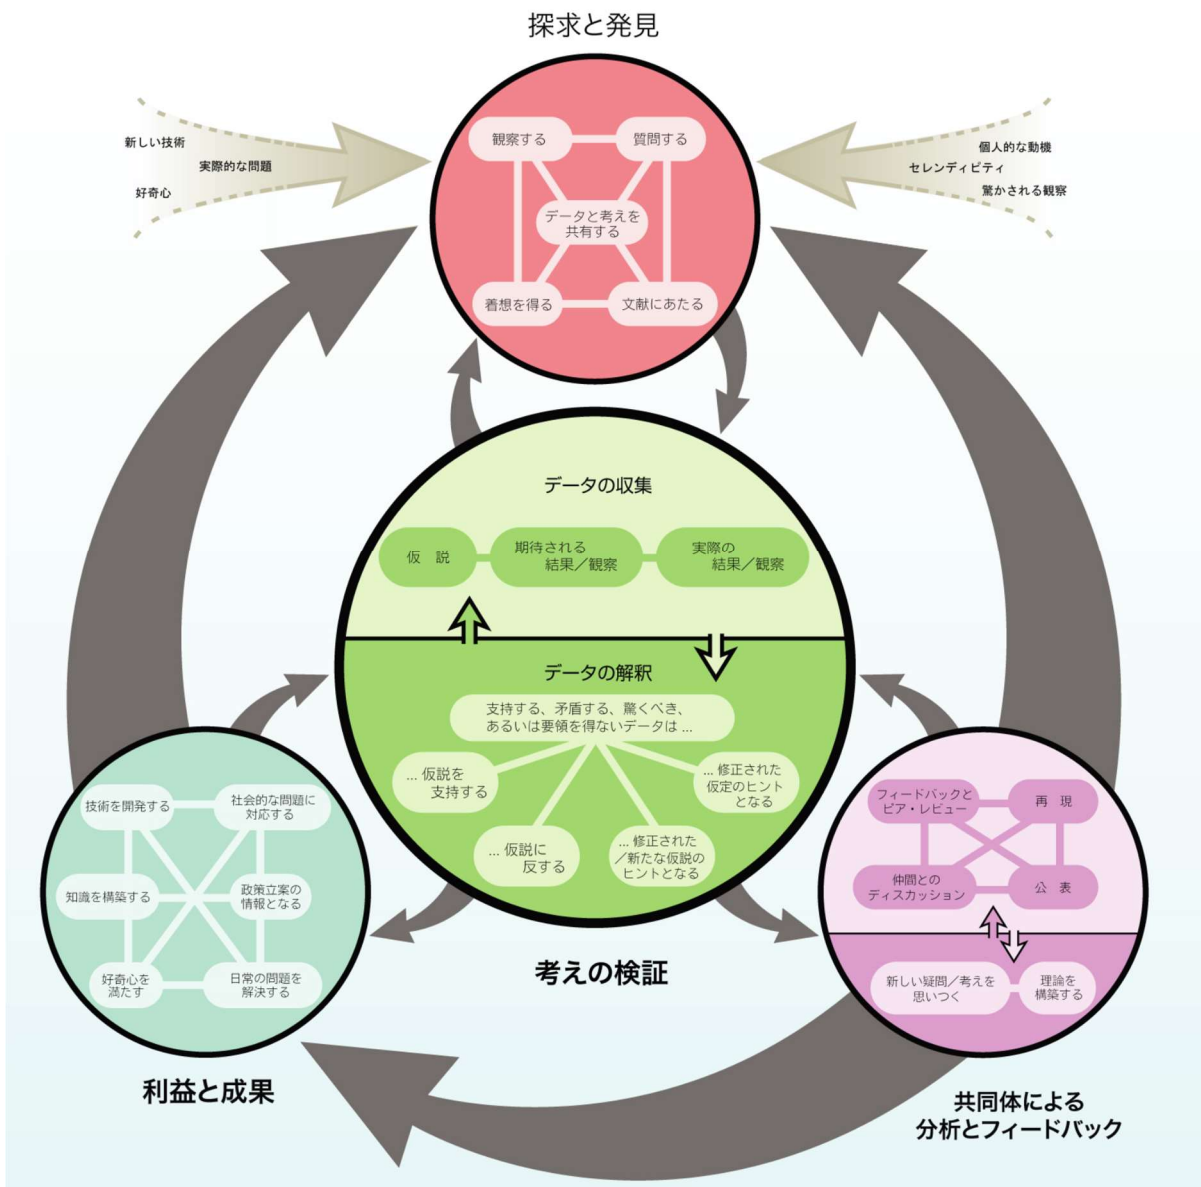 探求と発見
新しい技術
実際的な問題
好奇心
個人的な動機
セレンディピティ
驚かされる観察
観察する
質問する
データと考えを
共有する
着想を得る
文献にあたる
データの収集
仮　説
期待される
結果／観察
実際の
結果／観察
データの解釈
支持する、矛盾する、驚くべき、
あるいは要領を得ないデータは ...
... 仮説を
支持する
... 仮説に
反する
... 修正された
／新たな仮説の
ヒントとなる
... 修正された
仮定のヒント
となる
考えの検証
技術を開発する
社会的な問題に
対応する
知識を構築する
政策立案の
情報となる
好奇心を
満たす
日常の問題を
解決する
利益と成果
フィードバックと
ピア・レビュー
再　現
仲間との
ディスカッション
公　表
新しい疑問／考えを
思いつく
理論を
構築する
共同体による
分析とフィードバック